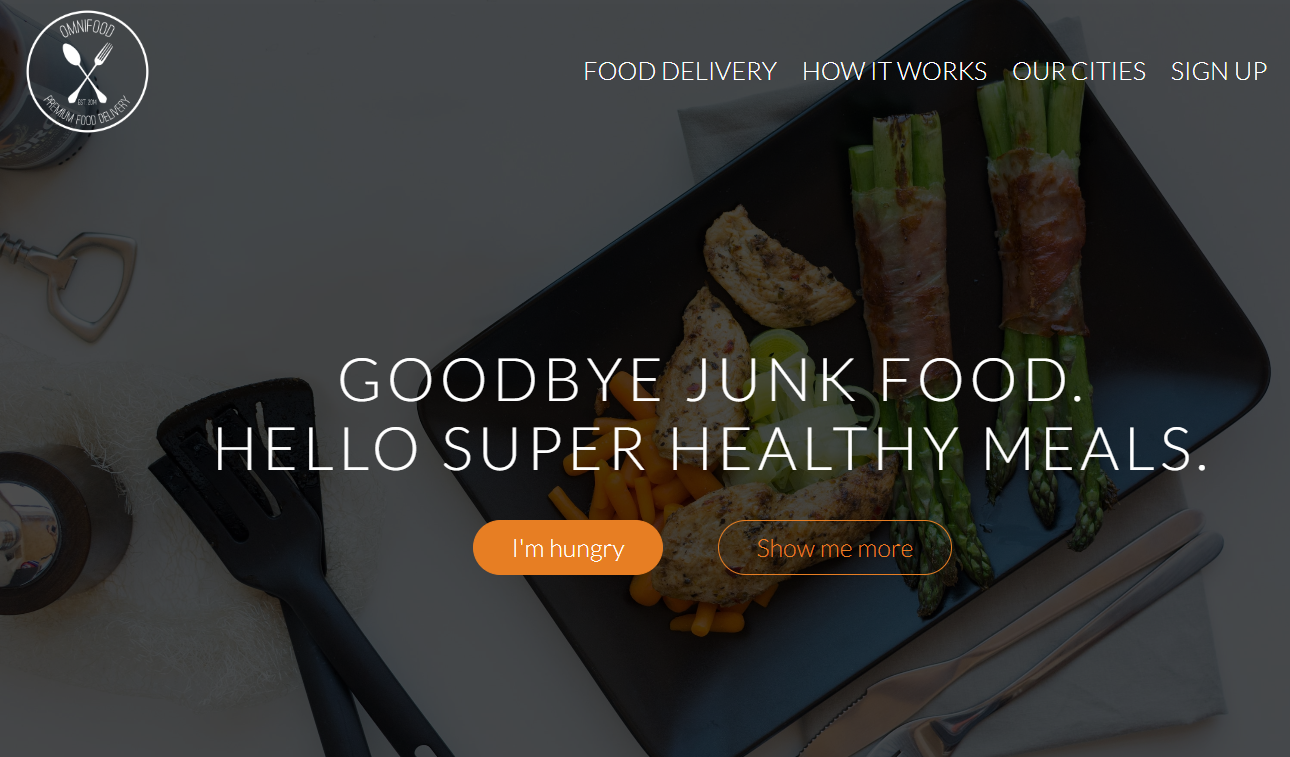 OMNIFOOD
EST. 2014
PREMIUM FOOD DELIVERY
FOOD DELIVERY HOW IT WORKS OUR CITIES SIGN UP
GOODBYE JUNK FOOD.
HELLO SUPER HEALTHY MEALS.
I'm hungry Show me more